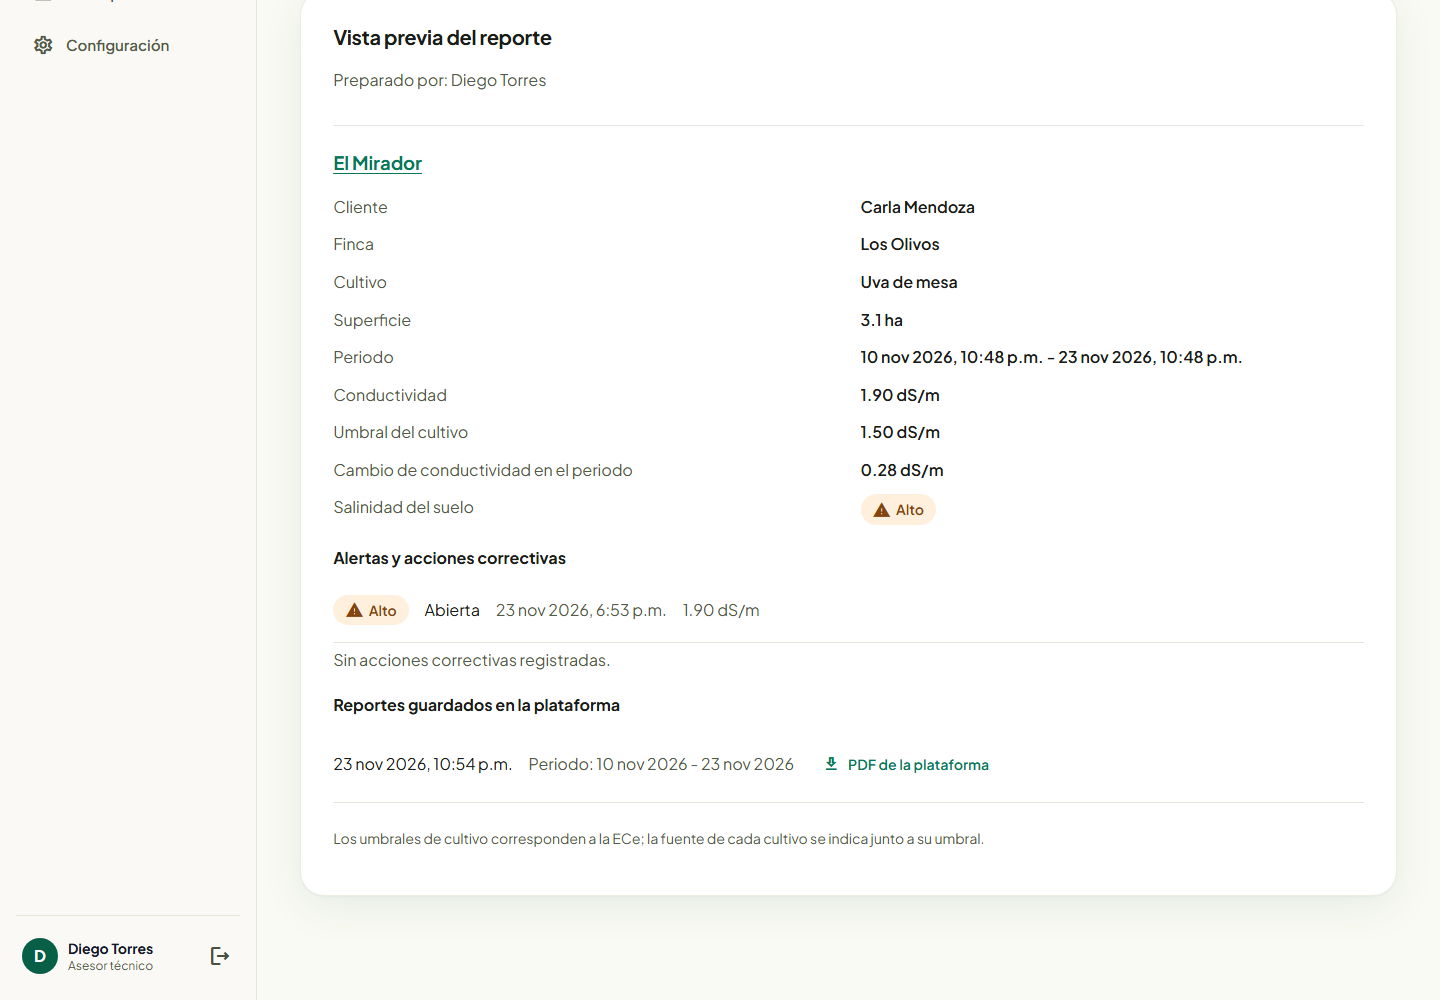 Configuración
Vista previa del reporte
Preparado por: Diego Torres
El Mirador
Cliente Carla Mendoza
Finca Los Olivos
Cultivo Uva de mesa
Superficie 3.1 ha
Periodo 10 nov 2026, 10:48 p.m. - 23 nov 2026, 10:48 p.m.
Conductividad 1.90 dS/m
Umbral del cultivo 1.50 dS/m
Cambio de conductividad en el periodo 0.28 dS/m
Salinidad del suelo Alto
Alertas y acciones correctivas
Alto Abierta 23 nov 2026, 6:53 p.m. 1.90 dS/m
Sin acciones correctivas registradas.
Reportes guardados en la plataforma
23 nov 2026, 10:54 p.m. Periodo: 10 nov 2026 - 23 nov 2026 PDF de la plataforma
Los umbrales de cultivo corresponden a la ECe; la fuente de cada cultivo se indica junto a su umbral.
D Diego Torres
Asesor técnico